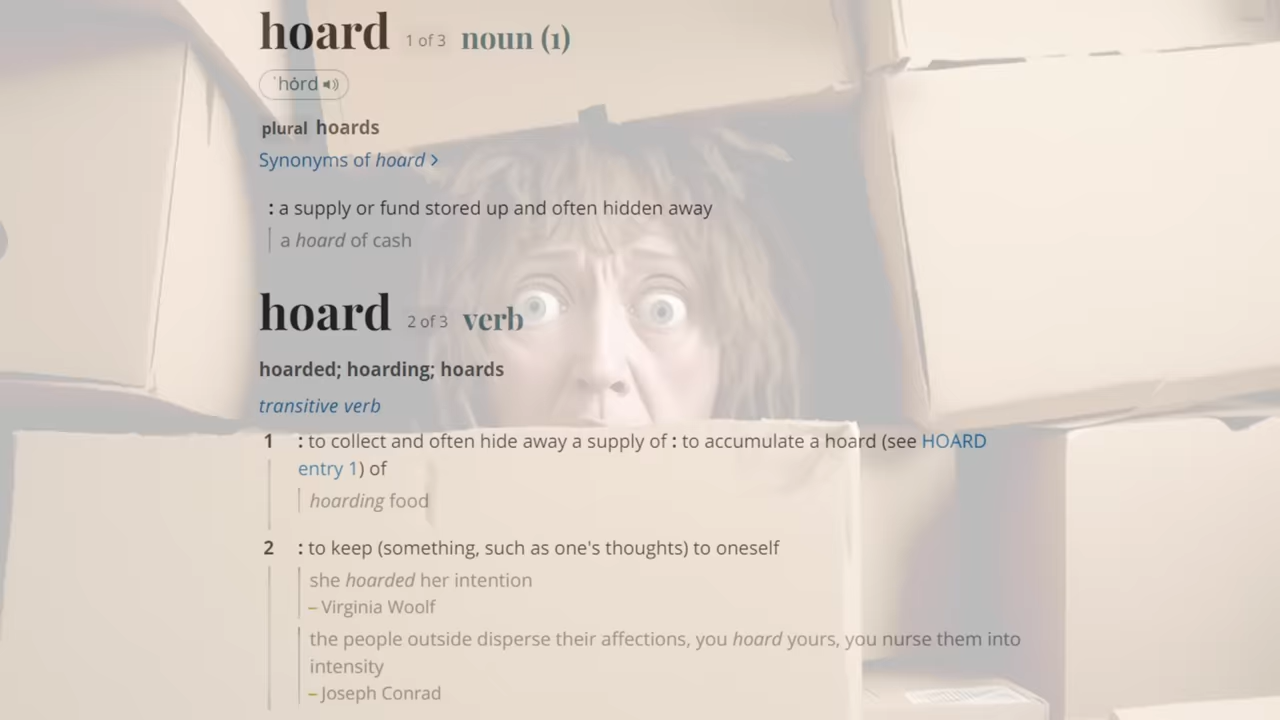 hoard 1 of 3 noun (1)
ˈhȯrd
plural hoards
Synonyms of hoard >
: a supply or fund stored up and often hidden away
a hoard of cash
hoard 2 of 3 verb
hoarded; hoarding; hoards
transitive verb
1 : to collect and often hide away a supply of : to accumulate a hoard (see HOARD
entry 1) of
hoarding food
2 : to keep (something, such as one's thoughts) to oneself
she hoarded her intention
– Virginia Woolf
the people outside disperse their affections, you hoard yours, you nurse them into
intensity
– Joseph Conrad